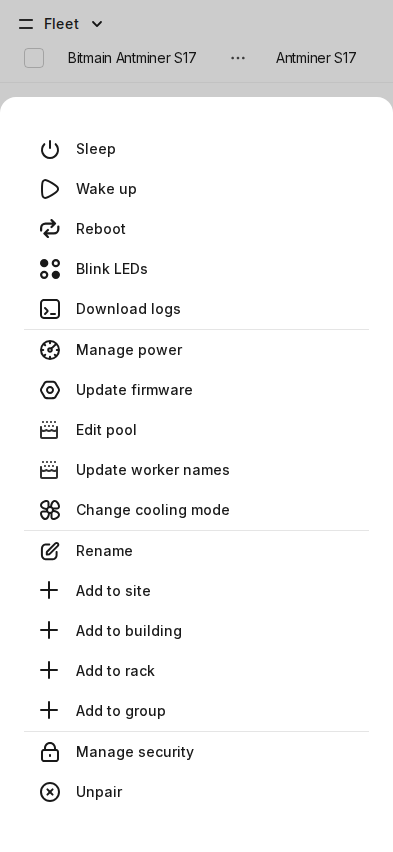 Fleet
Bitmain Antminer S17 ··· Antminer S17
Sleep
Wake up
Reboot
Blink LEDs
Download logs
Manage power
Update firmware
Edit pool
Update worker names
Change cooling mode
Rename
Add to site
Add to building
Add to rack
Add to group
Manage security
Unpair